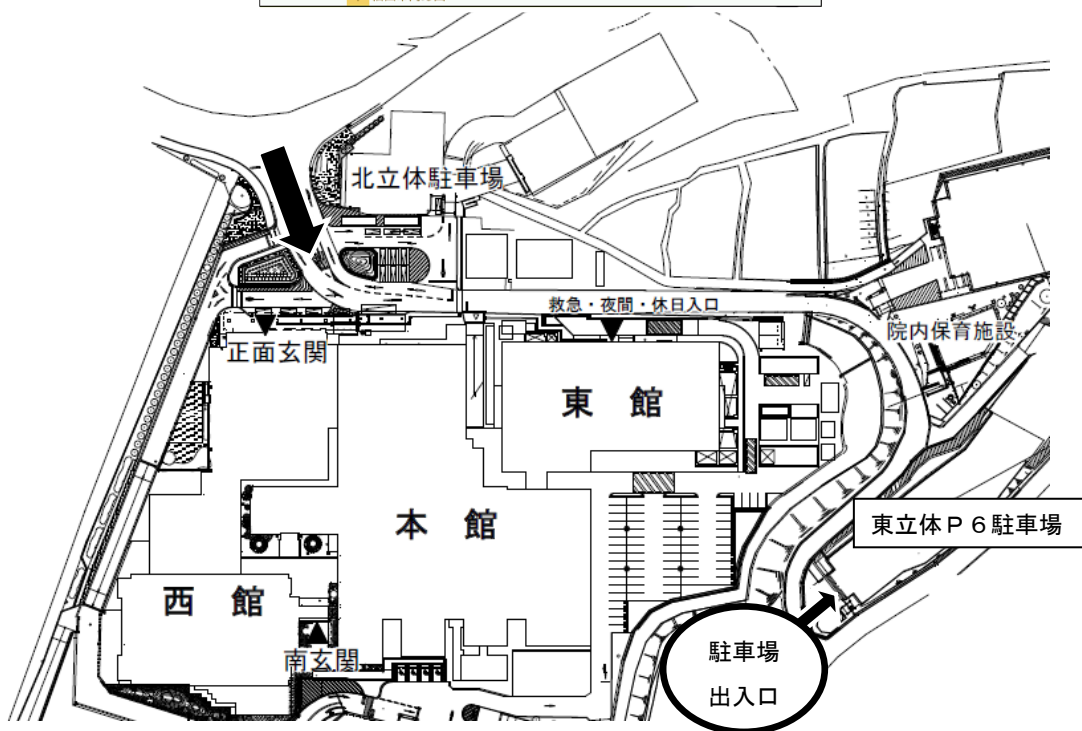 北立体駐車場
救急・夜間・休日入口
院内保育施設
正面玄関
東 館
東立体P6駐車場
本 館
西 館
南玄関
駐車場
出入口